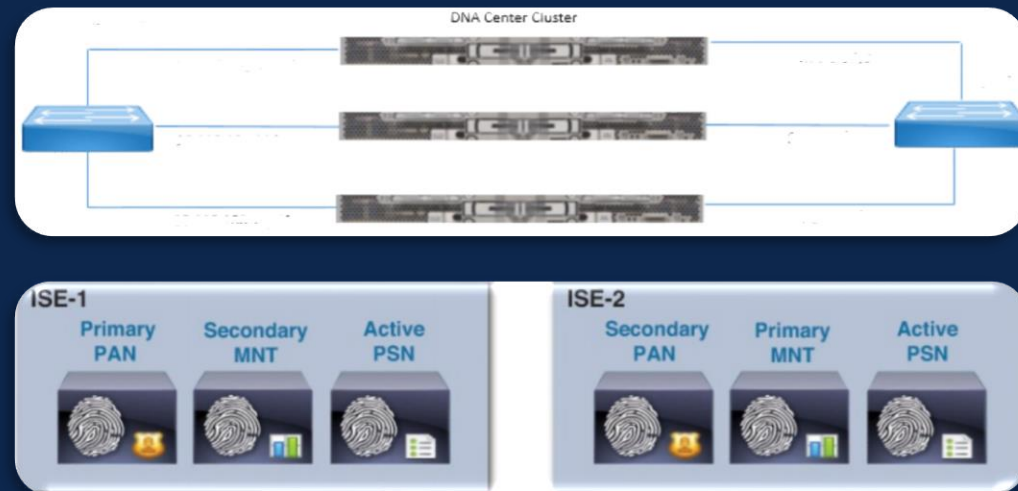 DNA Center Cluster
ISE-1
Primary PAN
Secondary MNT
Active PSN
ISE-2
Secondary PAN
Primary MNT
Active PSN